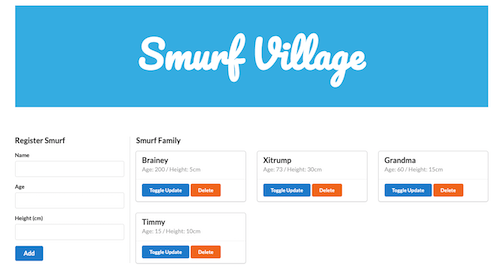 Smurf Village
Register Smurf
Name
Age
Height (cm)
Add
Smurf Family
Brainey
Age: 200 / Height: 5cm
Toggle Update Delete
Xitrump
Age: 73 / Height: 30cm
Toggle Update Delete
Grandma
Age: 60 / Height: 15cm
Toggle Update Delete
Timmy
Age: 15 / Height: 10cm
Toggle Update Delete